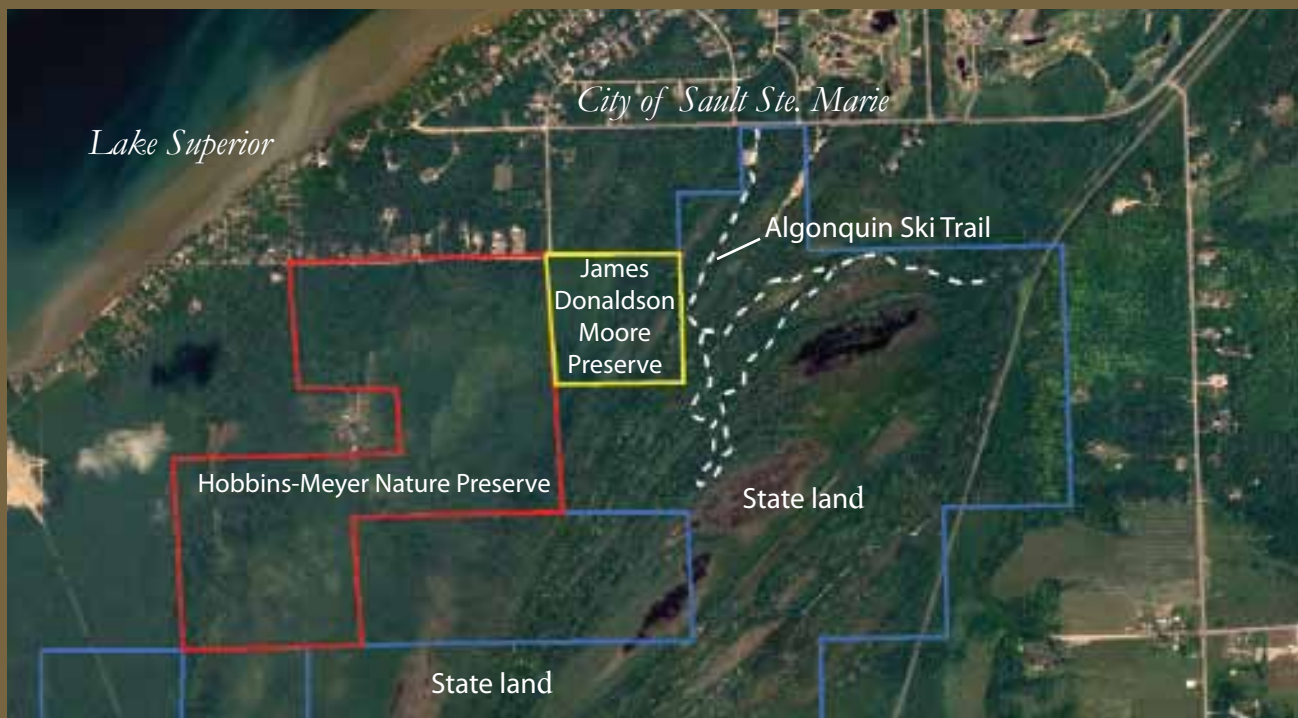 City of Sault Ste. Marie
Lake Superior
Algonquin Ski Trail
James
Donaldson
Moore
Preserve
Hobbins-Meyer Nature Preserve
State land
State land